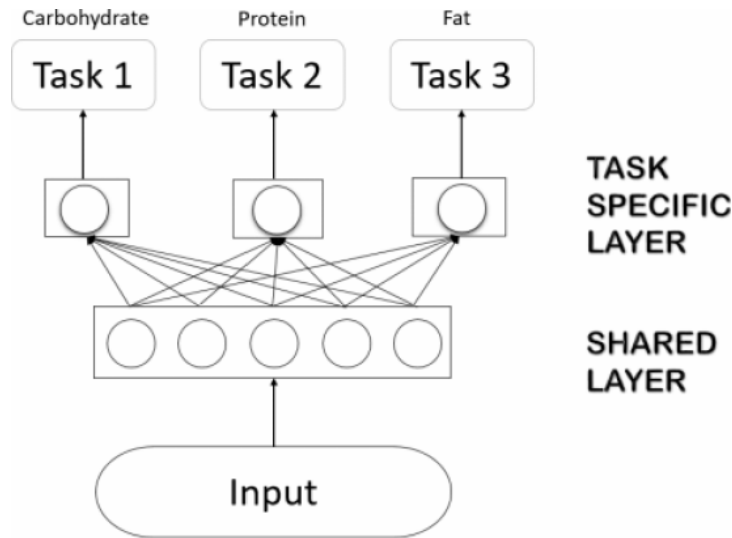 Carbohydrate Protein Fat
Task 1 Task 2 Task 3
TASK
SPECIFIC
LAYER
SHARED
LAYER
Input